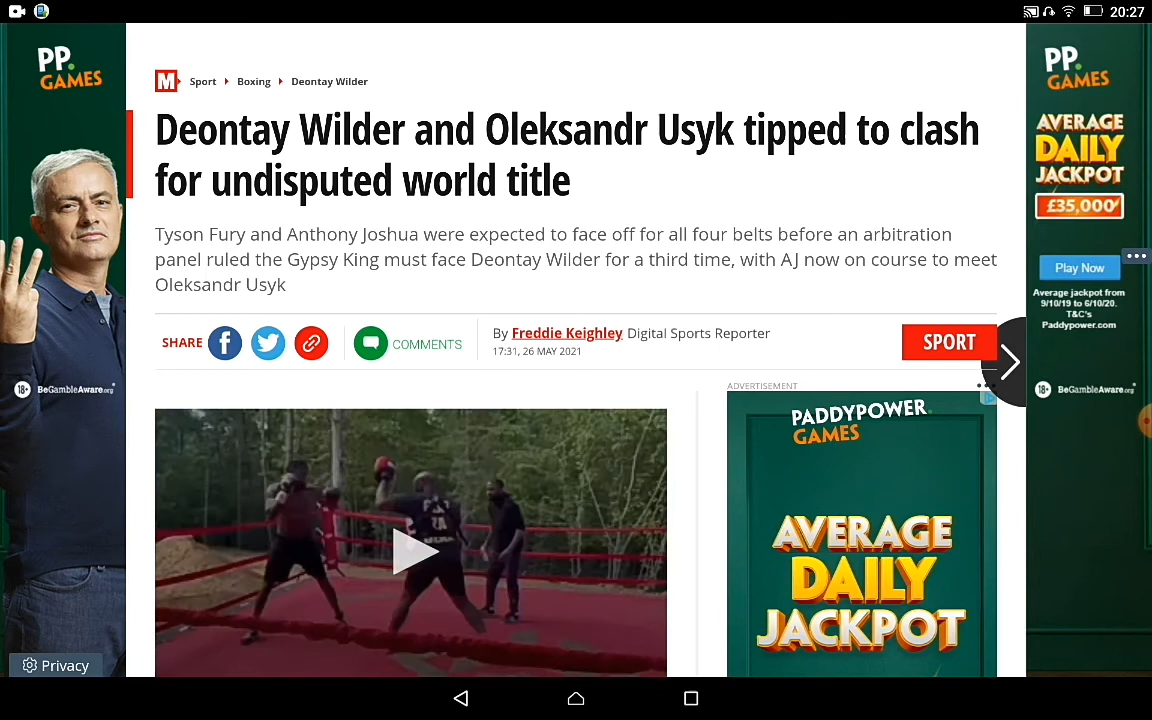 20:27
PP.
GAMES
18+ BeGambleAware.org
Privacy
M Sport Boxing Deontay Wilder
Deontay Wilder and Oleksandr Usyk tipped to clash
for undisputed world title
Tyson Fury and Anthony Joshua were expected to face off for all four belts before an arbitration
panel ruled the Gypsy King must face Deontay Wilder for a third time, with AJ now on course to meet
Oleksandr Usyk
SHARE
COMMENTS
By Freddie Keighley Digital Sports Reporter
17:31, 26 MAY 2021
SPORT
ADVERTISEMENT
PADDYPOWER.
GAMES
AVERAGE
DAILY
JACKPOT
PP.
GAMES
AVERAGE
DAILY
JACKPOT
£35,000
Play Now
Average jackpot from
9/10/19 to 6/10/20.
T&C's
Paddypower.com
18+ BeGambleAware.org